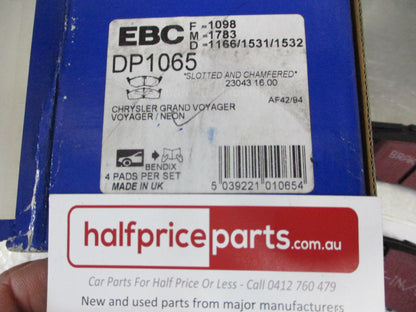 EBC
F - 1098
M - 1783
D - 1166/1531/1532
DP1065
"SLOTTED AND CHAMFERED"
23043 16.00
CHRYSLER GRAND VOYAGER
VOYAGER / NEON
AF42/94
BENDIX
4 PADS PER SET
MADE IN UK
5 039221 010654
halfpriceparts.com.au
Car Parts For Half Price Or Less - Call 0412 760 479
New and used parts from major manufacturers